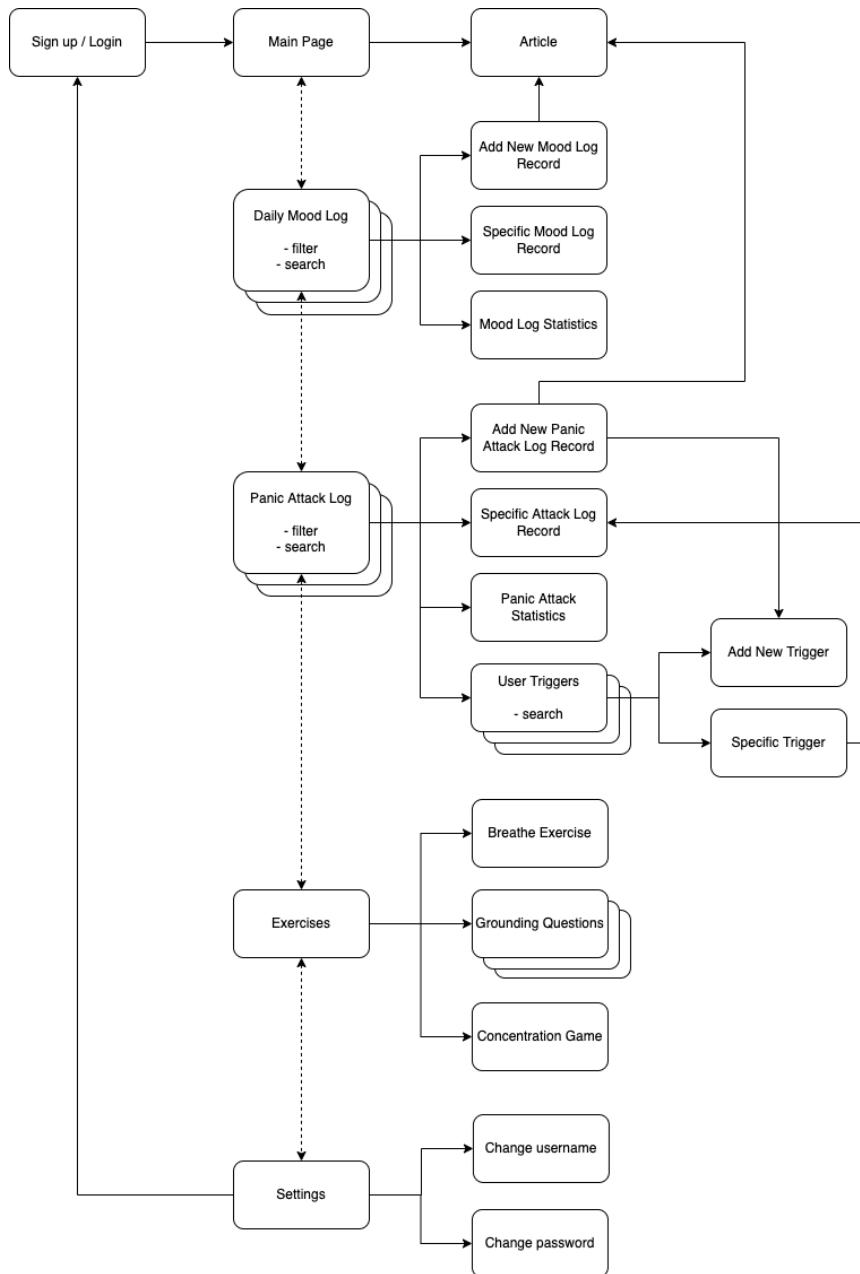 Sign up / Login
Main Page
Article
Add New Mood Log
Record
Daily Mood Log
- filter
- search
Specific Mood Log
Record
Mood Log Statistics
Add New Panic
Attack Log Record
Panic Attack Log
- filter
- search
Specific Attack Log
Record
Panic Attack
Statistics
User Triggers
- search
Add New Trigger
Specific Trigger
Breathe Exercise
Exercises
Grounding Questions
Concentration Game
Change username
Settings
Change password